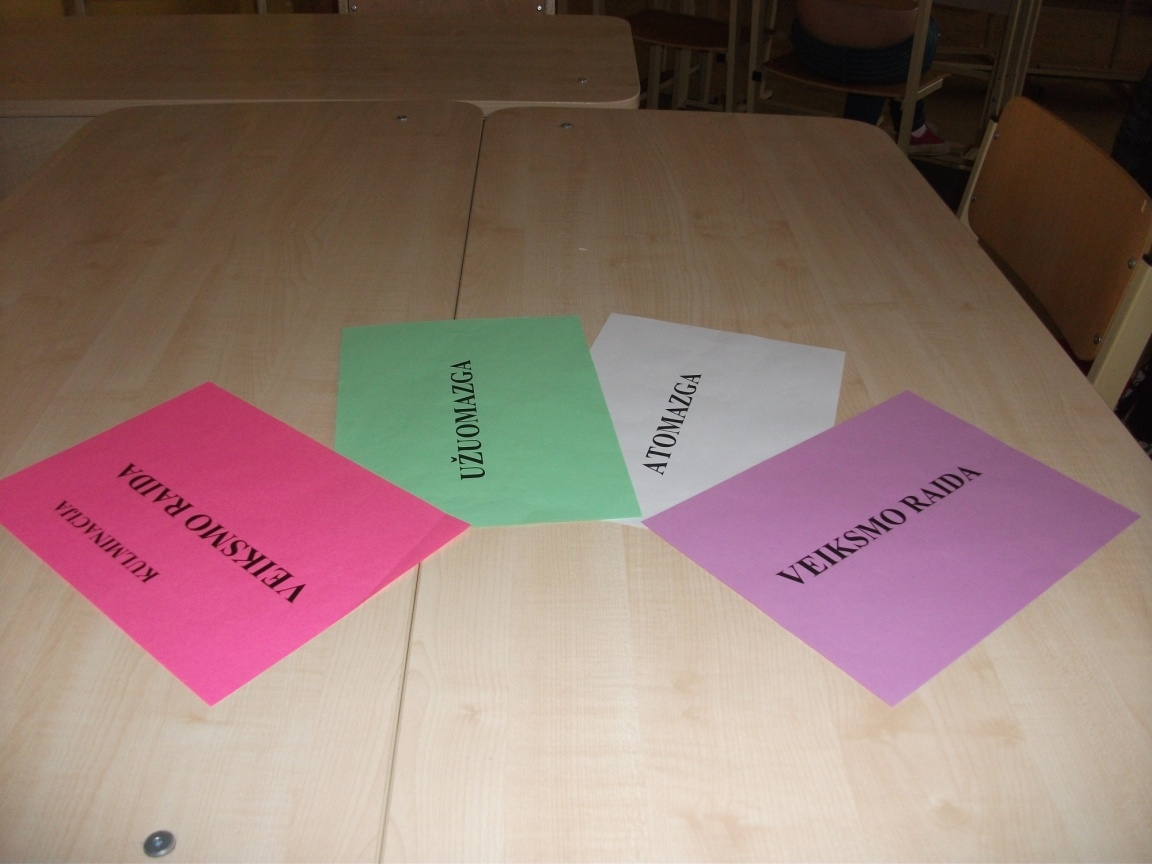 VEIKSMO RAIDA
KULMINACIJA
UŽUOMAZGA
ATOMAZGA
VEIKSMO RAIDA